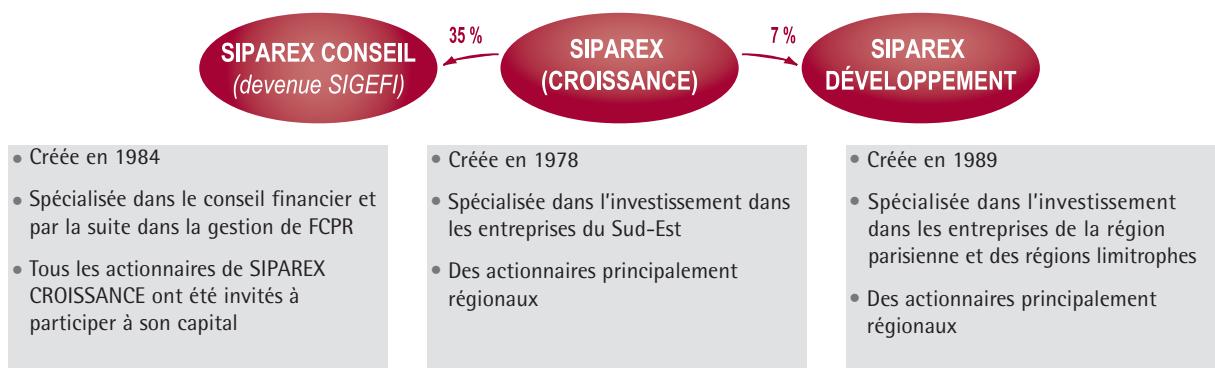 SIPAREX CONSEIL
(devenue SIGEFI)
35 %
SIPAREX
(CROISSANCE)
7 %
SIPAREX
DÉVELOPPEMENT
• Créée en 1984
• Spécialisée dans le conseil financier et
par la suite dans la gestion de FCPR
• Tous les actionnaires de SIPAREX
CROISSANCE ont été invités à
participer à son capital
• Créée en 1978
• Spécialisée dans l'investissement dans
les entreprises du Sud-Est
• Des actionnaires principalement
régionaux
• Créée en 1989
• Spécialisée dans l'investissement
dans les entreprises de la région
parisienne et des régions limitrophes
• Des actionnaires principalement
régionaux